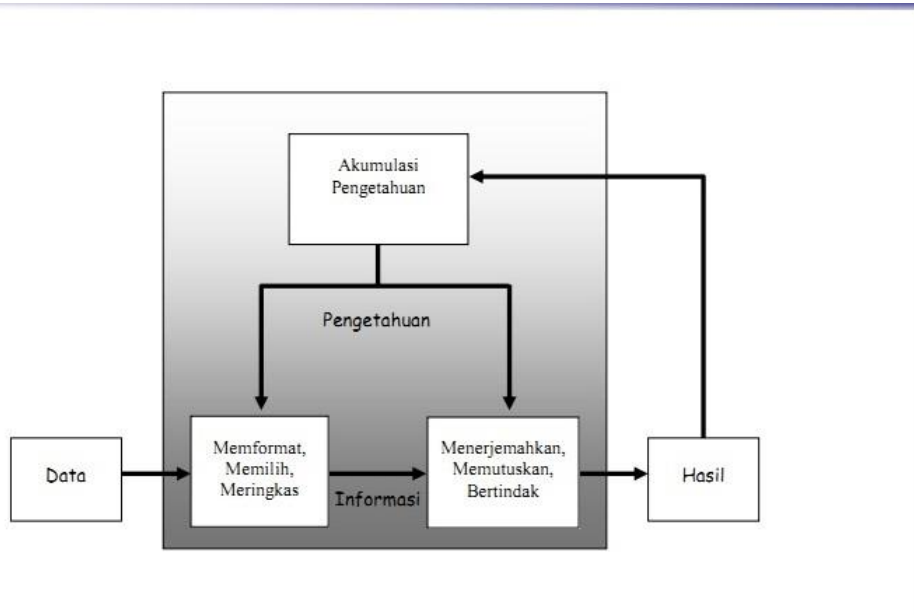 Akumulasi
Pengetahuan
Pengetahuan
Data
Memformat,
Memilih,
Meringkas
Informasi
Menerjemahkan,
Memutuskan,
Bertindak
Hasil